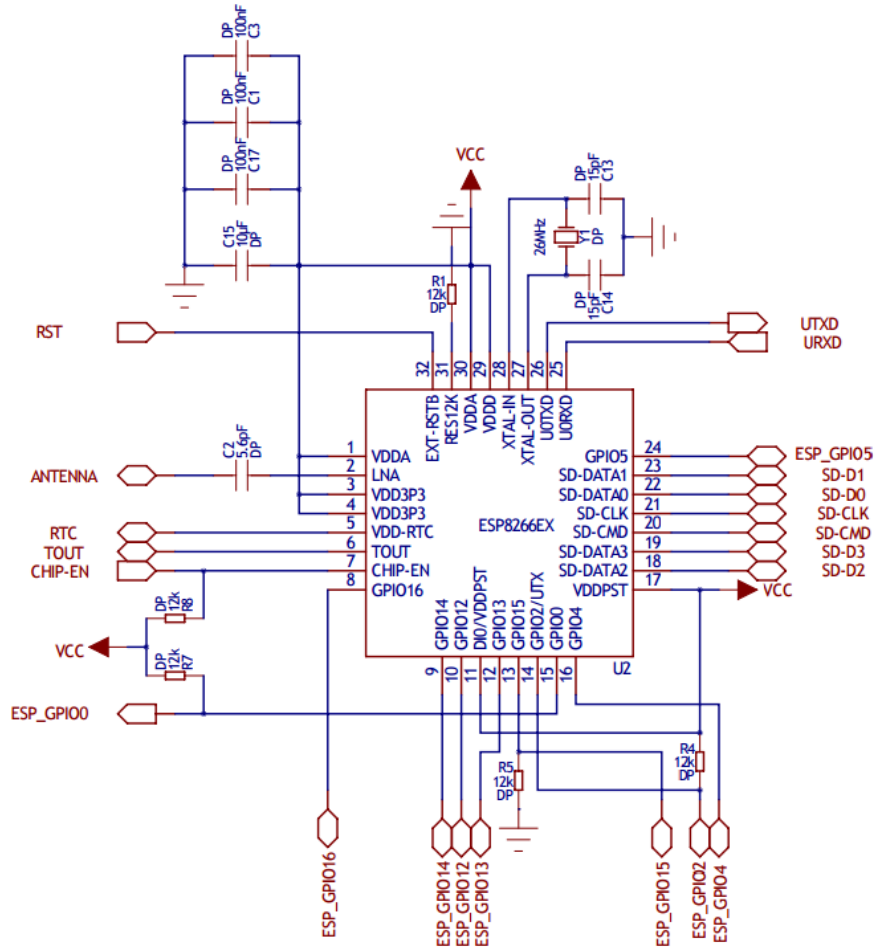 DP
100nF
C3
DP
100nF
C1
DP
100nF
C17
C15
10µF
DP
VCC
R1
12k
DP
26MHz
Y1
DP
DP
15pF
C13
DP
15pF
C14
RST
UTXD
URXD
32
31
30
29
28
27
26
25
EXT-RSTB
RES12K
VDDA
VDDD
XTAL-IN
XTAL-OUT
U0TXD
U0RXD
C2
5.6pF
DP
ANTENNA
RTC
TOUT
CHIP-EN
1 VDDA
2 LNA
3 VDD3P3
4 VDD3P3
5 VDD-RTC
6 TOUT
7 CHIP-EN
8 GPIO16
ESP8266EX
GPIO5 24 ESP_GPIO5
SD-DATA1 23 SD-D1
SD-DATA0 22 SD-D0
SD-CLK 21 SD-CLK
SD-CMD 20 SD-CMD
SD-DATA3 19 SD-D3
SD-DATA2 18 SD-D2
VDDPST 17 VCC
GPIO14
GPIO12
DIO/VDDPST
GPIO13
GPIO15
GPIO2/UTX
GPIO0
GPIO4
9
10
11
12
13
14
15
16
U2
DP
12k
R8
VCC
DP
12k
R7
ESP_GPIO0
R5
12k
DP
R4
12k
DP
ESP_GPIO16
ESP_GPIO14
ESP_GPIO12
ESP_GPIO13
ESP_GPIO15
ESP_GPIO2
ESP_GPIO4